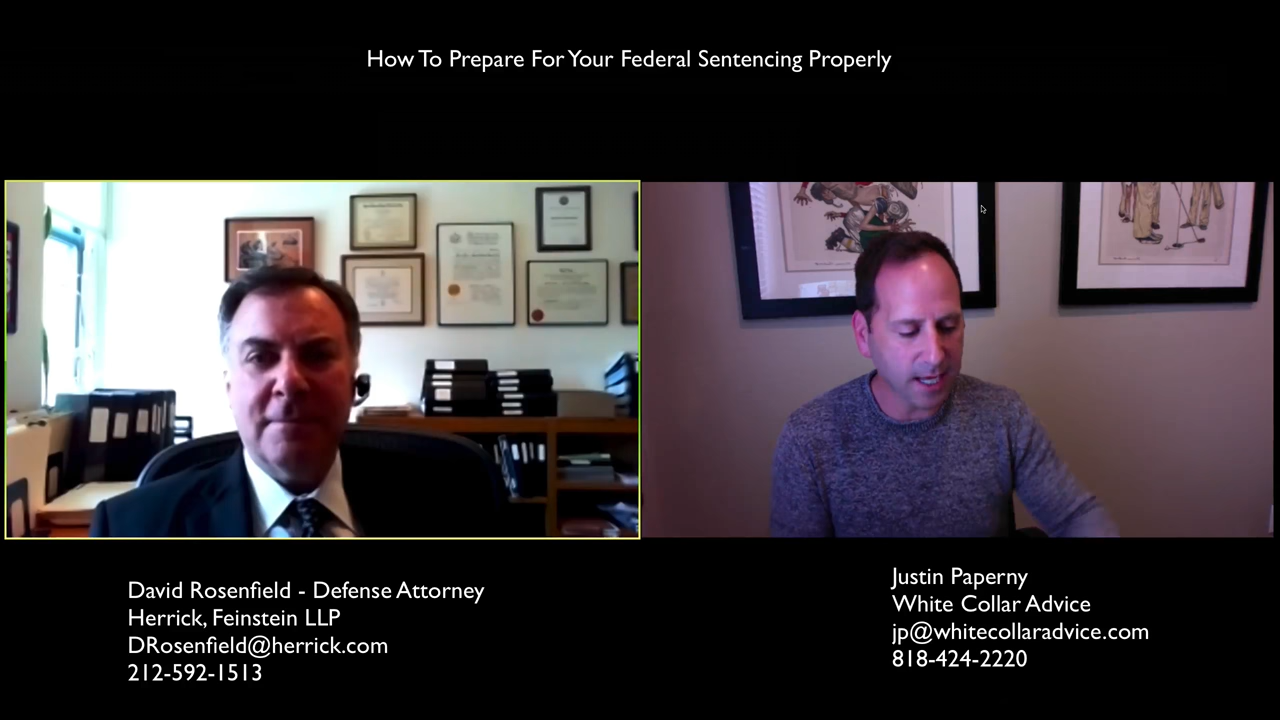 How To Prepare For Your Federal Sentencing Properly
David Rosenfield - Defense Attorney
Herrick, Feinstein LLP
DRosenfield@herrick.com
212-592-1513
Justin Paperny
White Collar Advice
jp@whitecollaradvice.com
818-424-2220